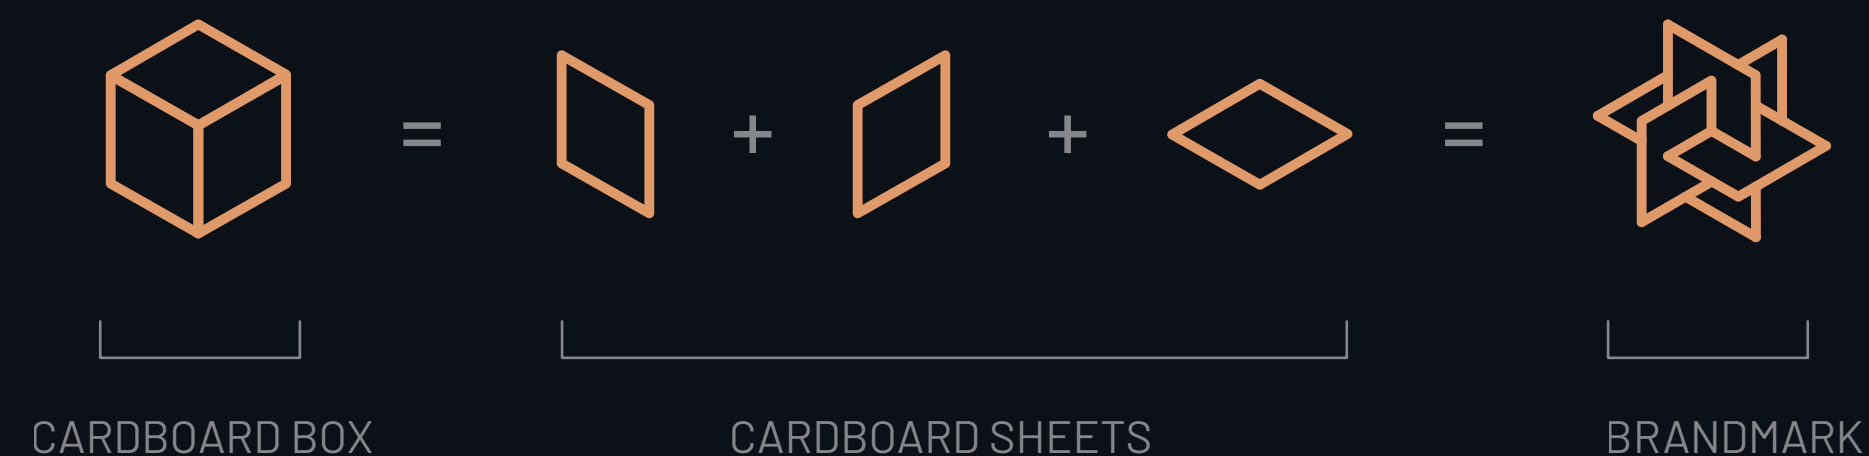 = + + =
CARDBOARD BOX
CARDBOARD SHEETS
BRANDMARK